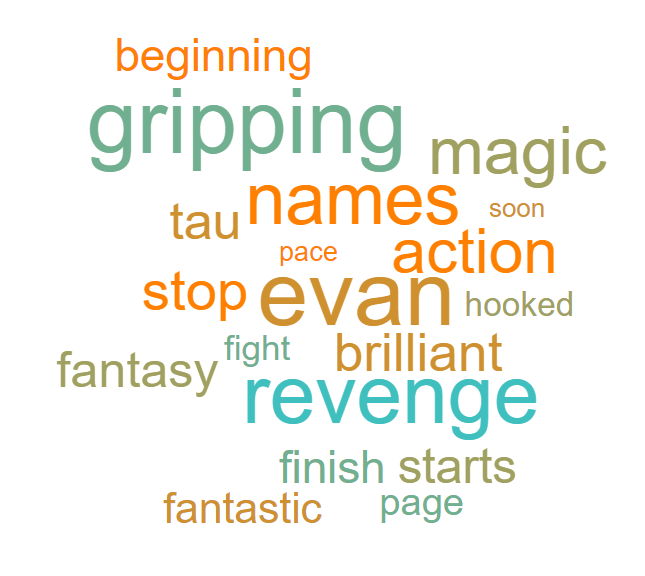 beginning
gripping
magic
names
soon
tau
action
pace
stop
evan
hooked
fight
brilliant
fantasy
revenge
finish
starts
page
fantastic